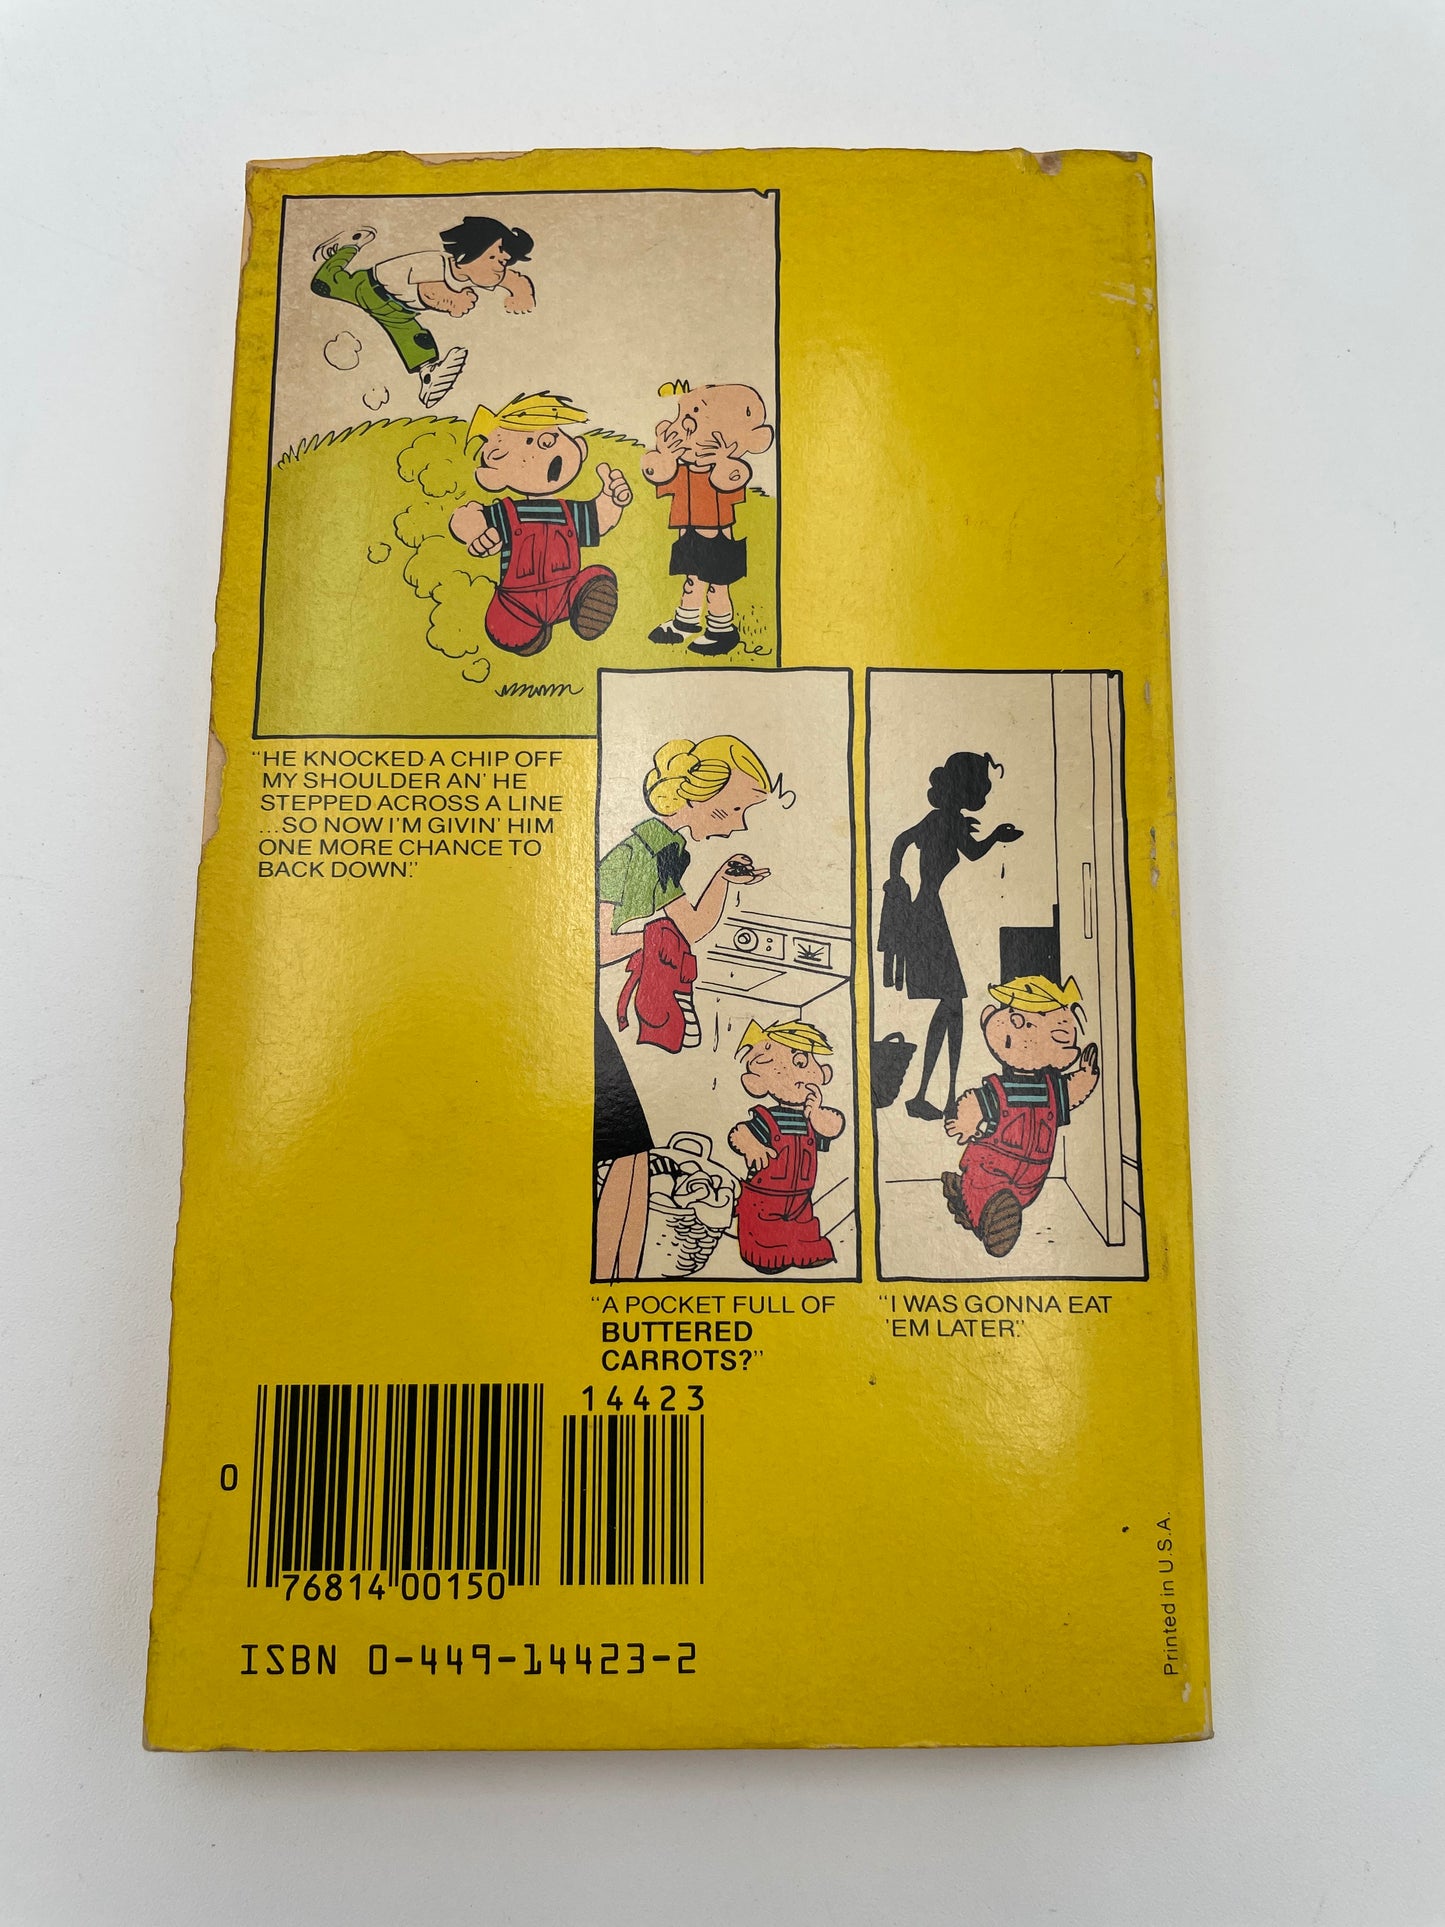 "HE KNOCKED A CHIP OFF
MY SHOULDER AN' HE
STEPPED ACROSS A LINE
...SO NOW I'M GIVIN' HIM
ONE MORE CHANCE TO
BACK DOWN."
"A POCKET FULL OF
BUTTERED
CARROTS?"
"I WAS GONNA EAT
'EM LATER."
14423
0
76814 00150
ISBN 0-449-14423-2
Printed in U.S.A.